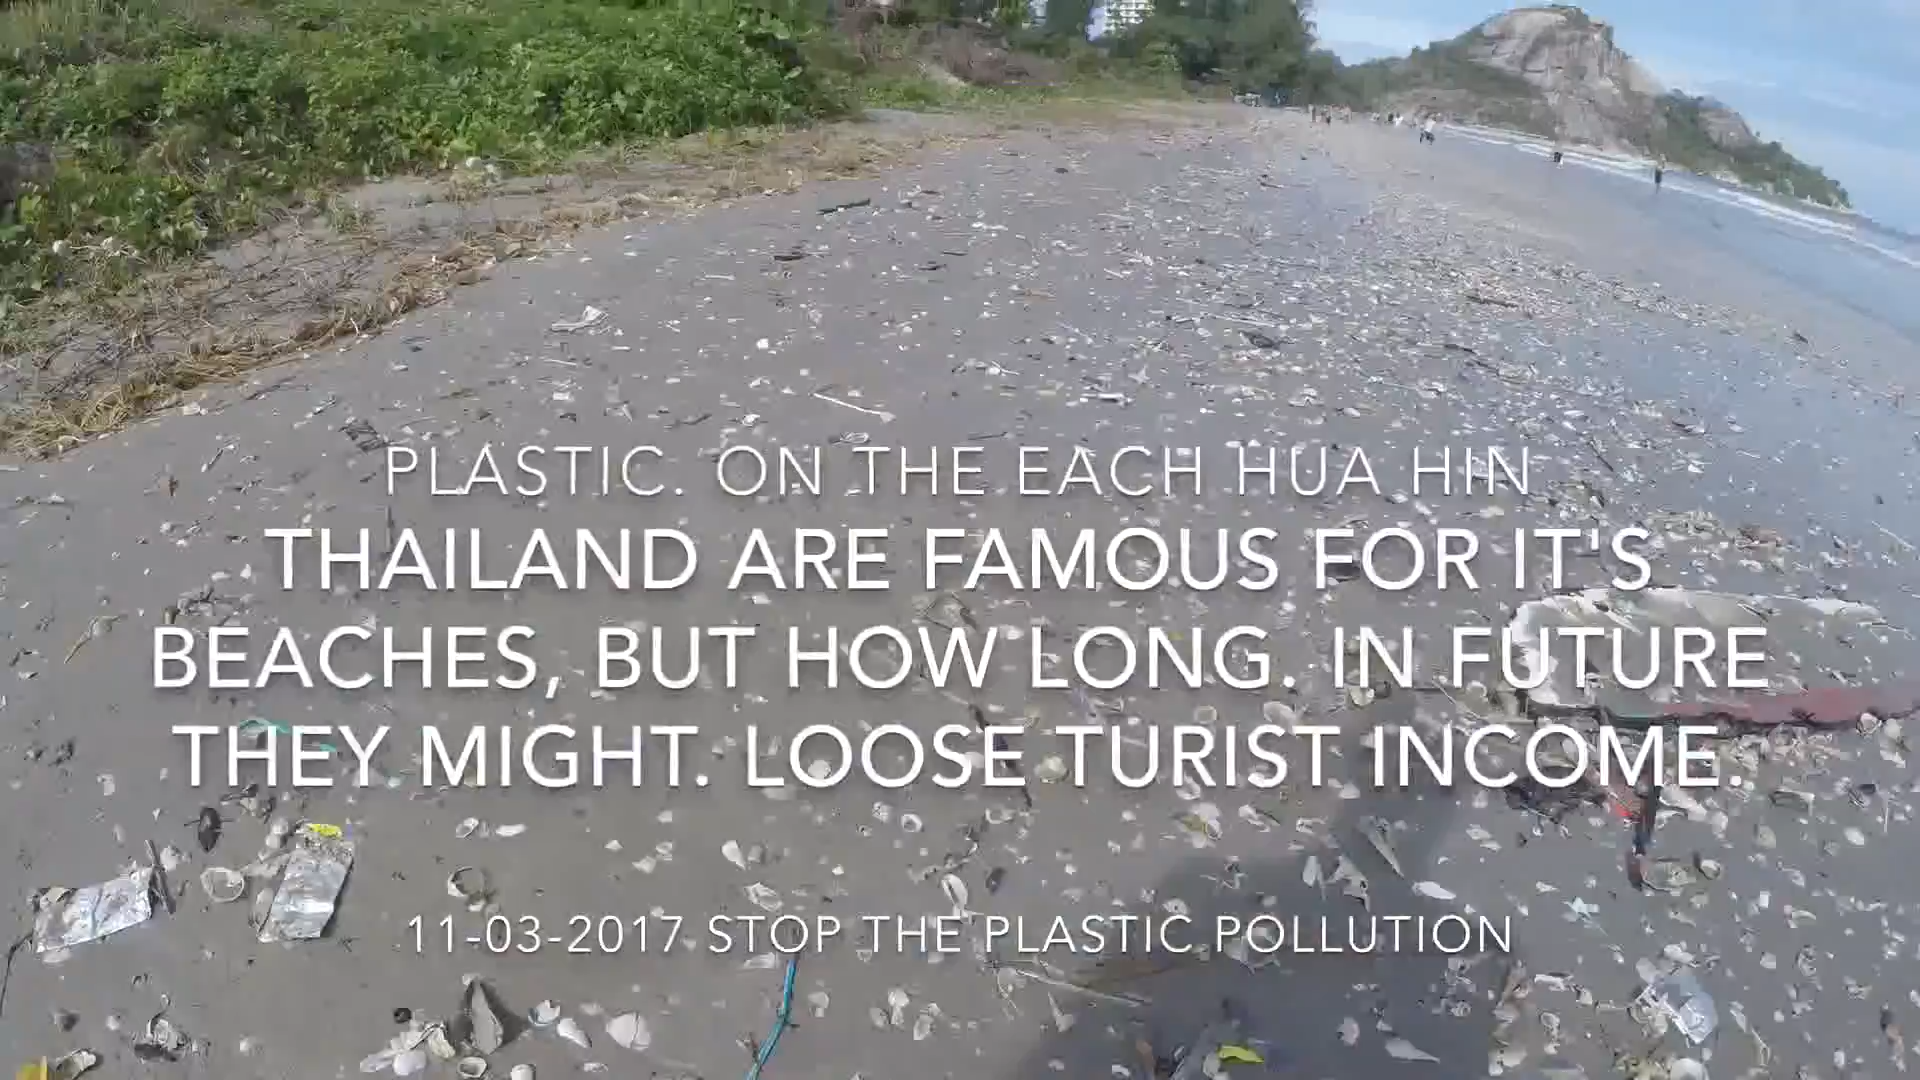 PLASTIC. ON THE EACH HUA HIN
THAILAND ARE FAMOUS FOR IT'S
BEACHES, BUT HOW LONG. IN FUTURE
THEY MIGHT. LOOSE TURIST INCOME.
11-03-2017 STOP THE PLASTIC POLLUTION